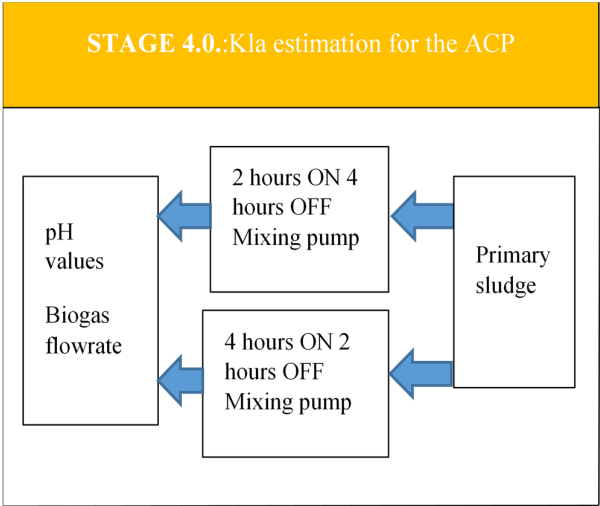 STAGE 4.0.:Kla estimation for the ACP
pH
values
Biogas
flowrate
2 hours ON 4
hours OFF
Mixing pump
4 hours ON 2
hours OFF
Mixing pump
Primary
sludge